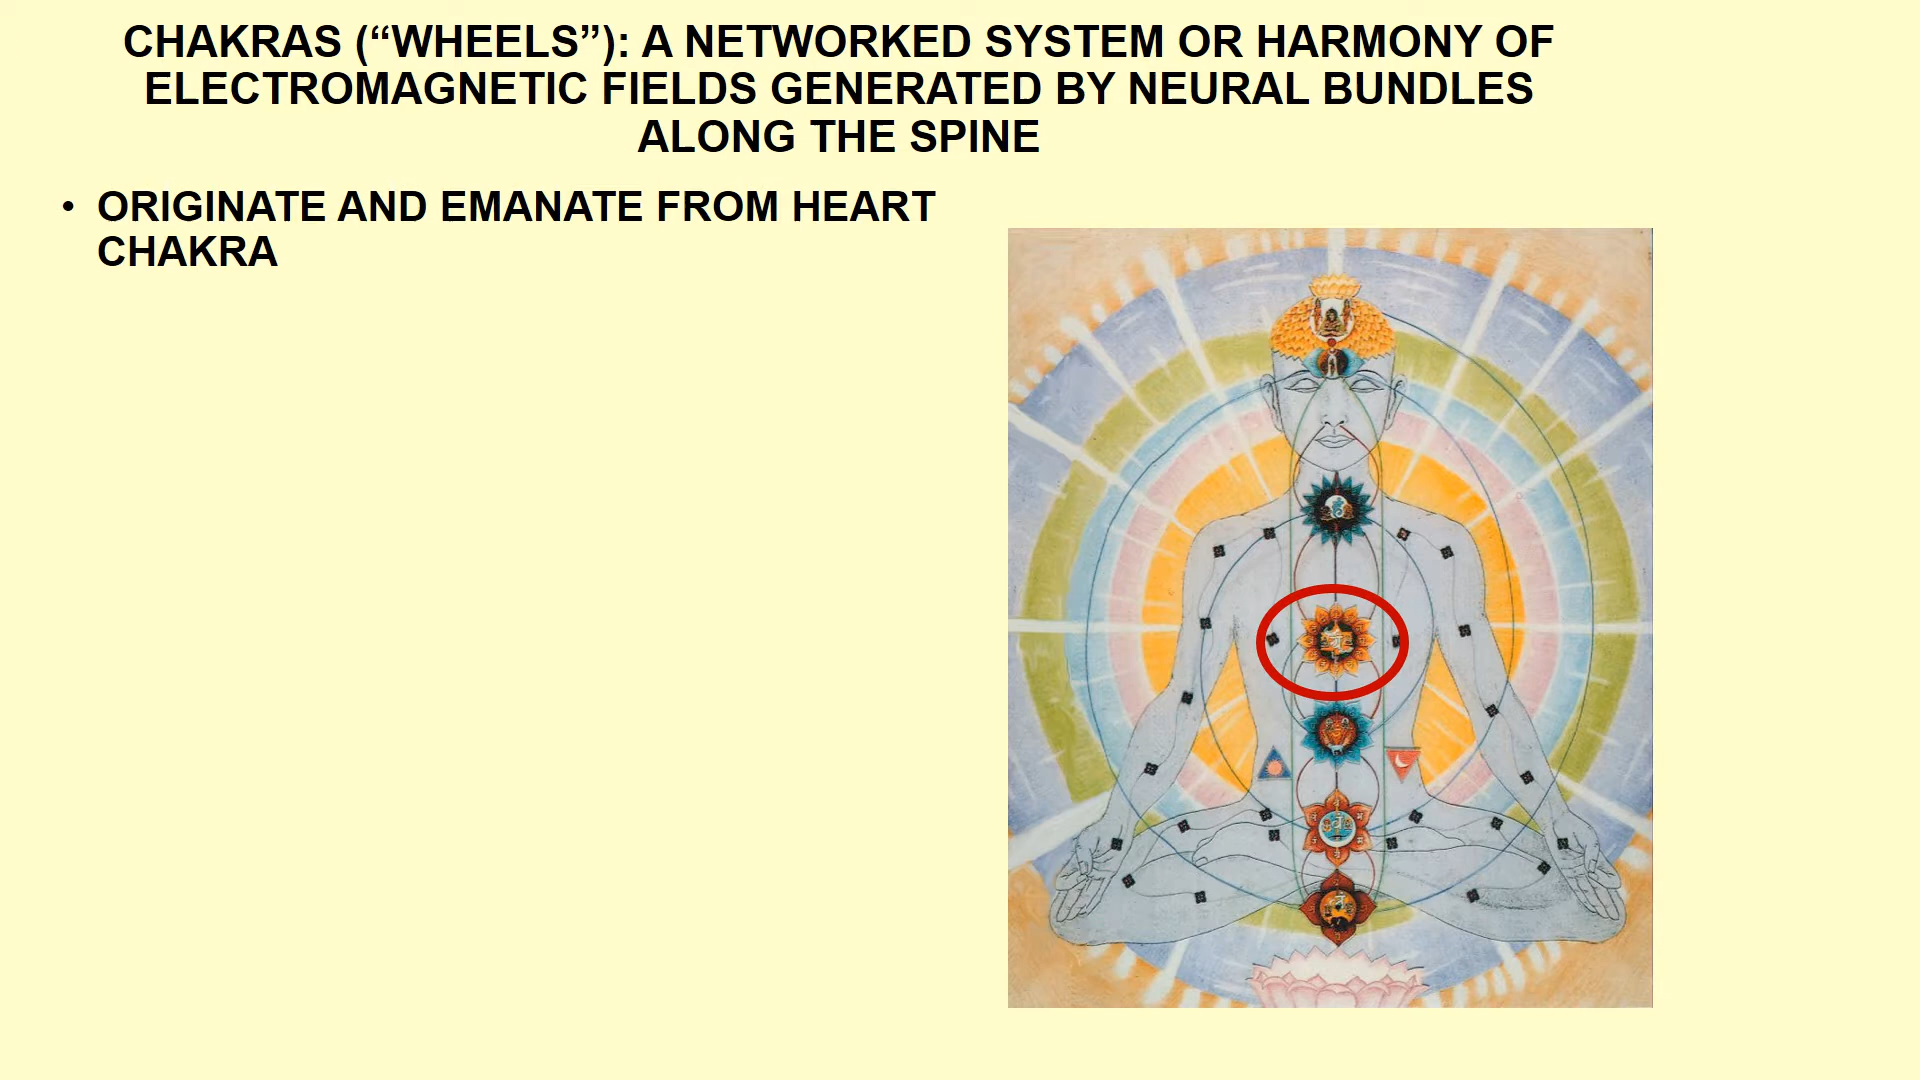 CHAKRAS (“WHEELS”): A NETWORKED SYSTEM OR HARMONY OF
ELECTROMAGNETIC FIELDS GENERATED BY NEURAL BUNDLES
ALONG THE SPINE
• ORIGINATE AND EMANATE FROM HEART
CHAKRA